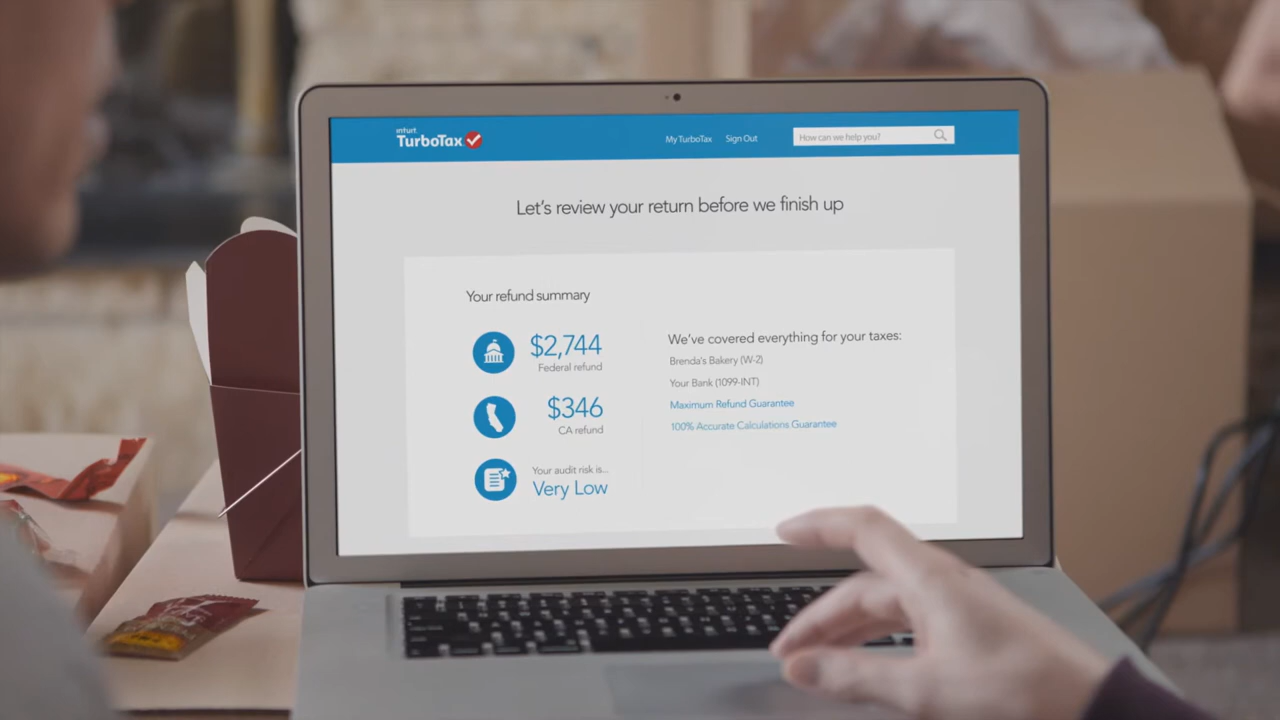 intuit
TurboTax
My TurboTax Sign Out How can we help you?
Let's review your return before we finish up
Your refund summary
$2,744
Federal refund
$346
CA refund
Your audit risk is...
Very Low
We've covered everything for your taxes:
Brenda's Bakery (W-2)
Your Bank (1099-INT)
Maximum Refund Guarantee
100% Accurate Calculations Guarantee